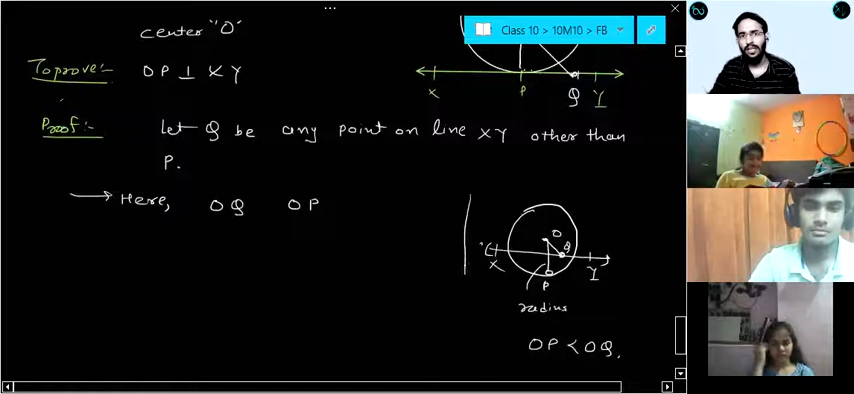 center "O"
Class 10 > 10M10 > FB
To prove:- OP ⊥ XY
X P Q Y
Proof:- let Q be any point on line XY other than
P.
→ Here, OQ OP
O
Q
X Y
P
radius
OP < OQ.